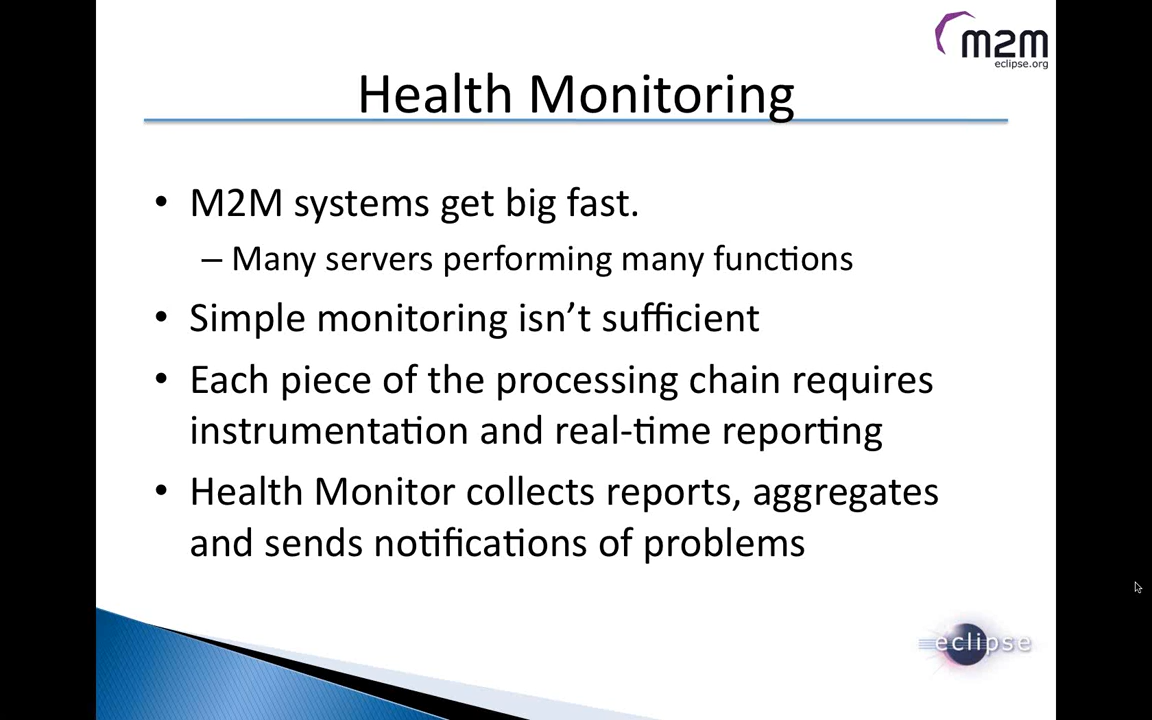 m2m
eclipse.org
Health Monitoring
• M2M systems get big fast.
– Many servers performing many functions
• Simple monitoring isn’t sufficient
• Each piece of the processing chain requires
instrumentation and real-time reporting
• Health Monitor collects reports, aggregates
and sends notifications of problems
eclipse